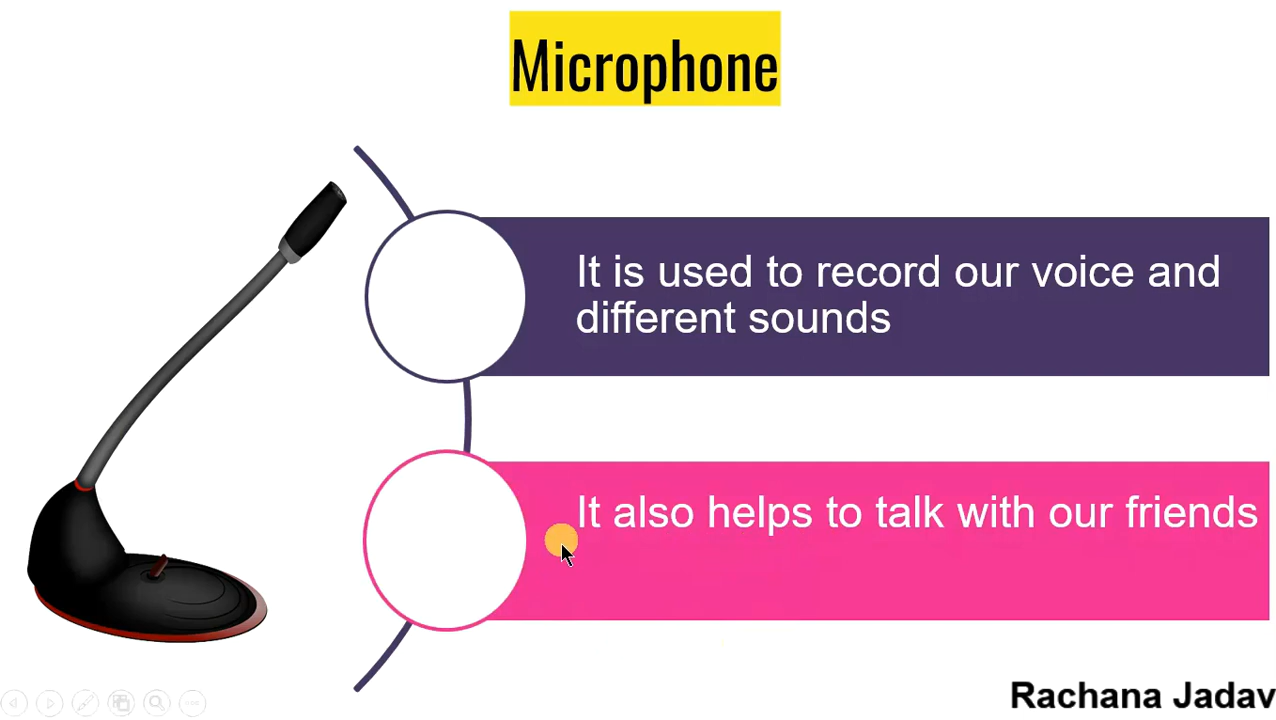 Microphone
It is used to record our voice and
different sounds
It also helps to talk with our friends
Rachana Jadav